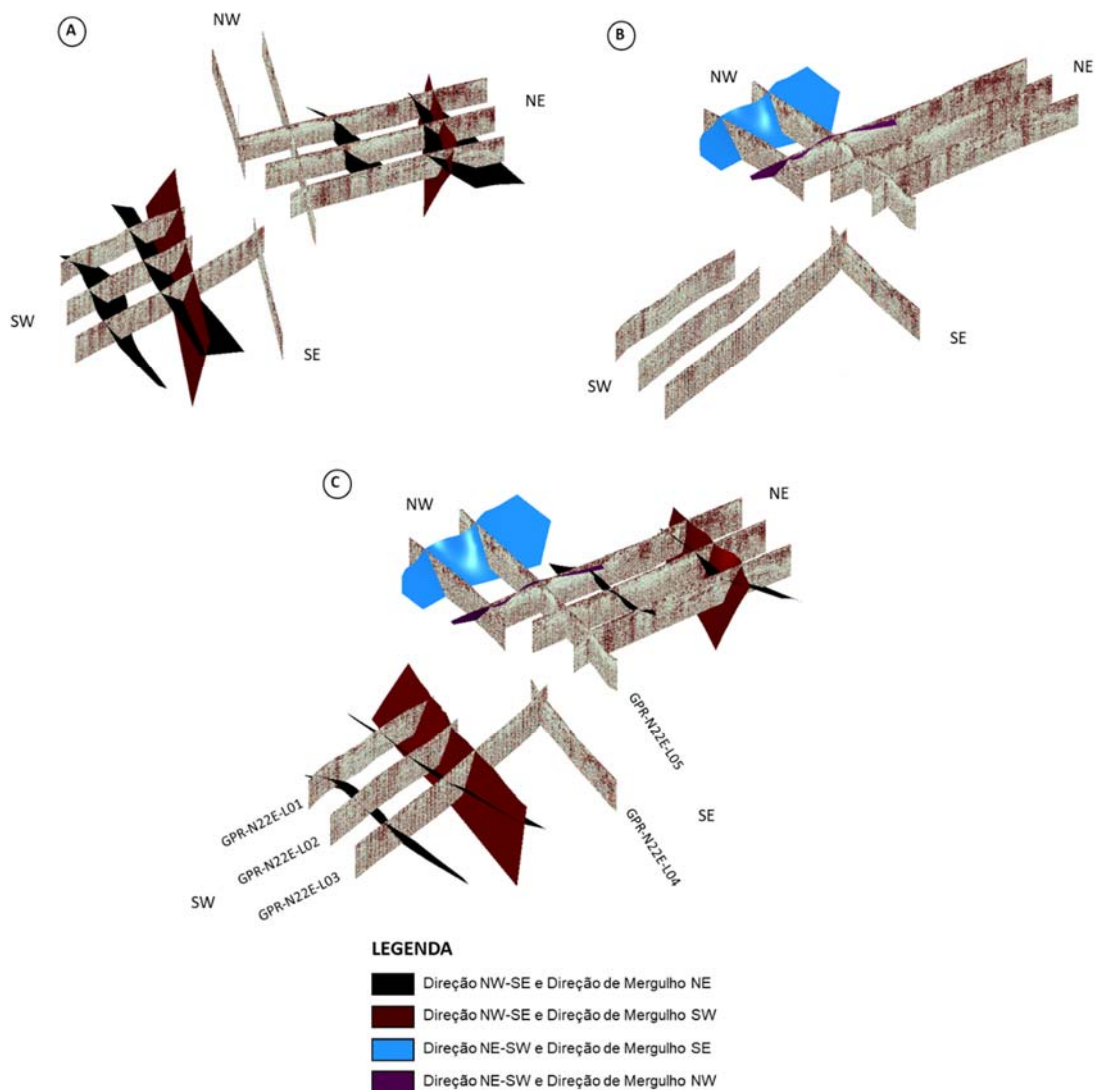 A
NW
NE
SW
SE
B
NW
NE
SW
SE
C
NW
NE
GPR-N22E-L05
GPR-N22E-L01
GPR-N22E-L02
GPR-N22E-L03
GPR-N22E-L04
SE
SW
LEGENDA
Direção NW-SE e Direção de Mergulho NE
Direção NW-SE e Direção de Mergulho SW
Direção NE-SW e Direção de Mergulho SE
Direção NE-SW e Direção de Mergulho NW